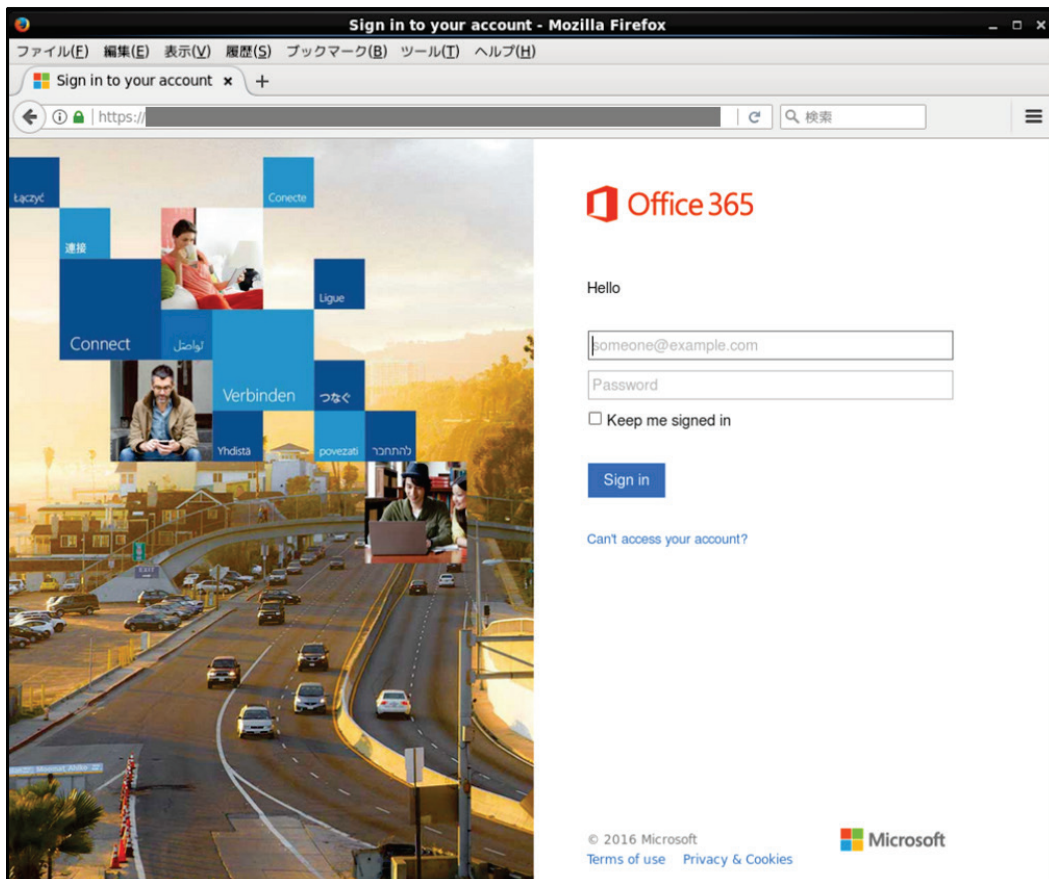 Sign in to your account - Mozilla Firefox
ファイル(F) 編集(E) 表示(V) 履歴(S) ブックマーク(B) ツール(T) ヘルプ(H)
Sign in to your account
https://
検索
Łączyć
Conecte
連接
Connect
تواصل
Ligue
Verbinden
つなぐ
Yhdistä
povezati
להתחבר
EXIT
Office 365
Hello
someone@example.com
Password
Keep me signed in
Sign in
Can't access your account?
© 2016 Microsoft
Microsoft
Terms of use Privacy & Cookies